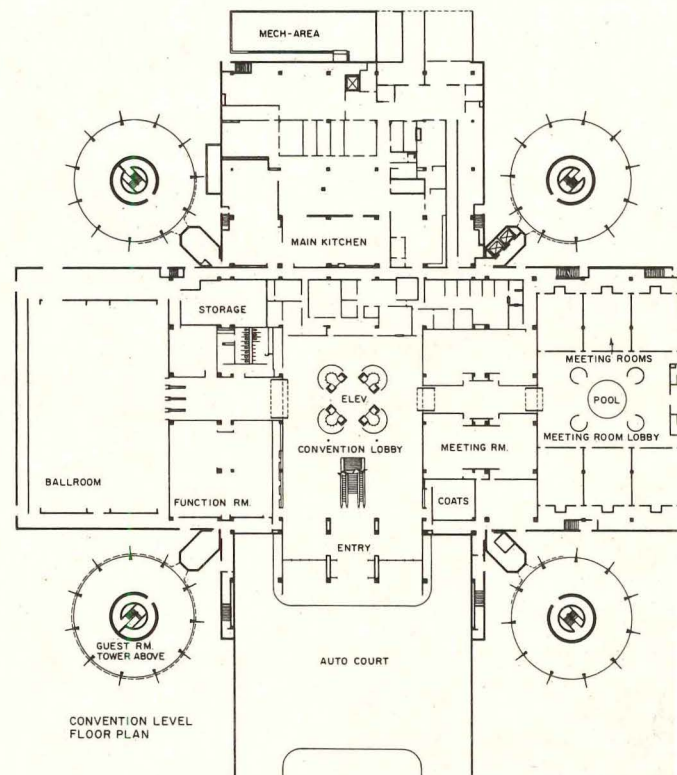 MECH-AREA
MAIN KITCHEN
STORAGE
MEETING ROOMS
ELEV.
POOL
CONVENTION LOBBY
MEETING RM.
MEETING ROOM LOBBY
BALLROOM
FUNCTION RM.
COATS
ENTRY
GUEST RM.
TOWER ABOVE
AUTO COURT
CONVENTION LEVEL
FLOOR PLAN